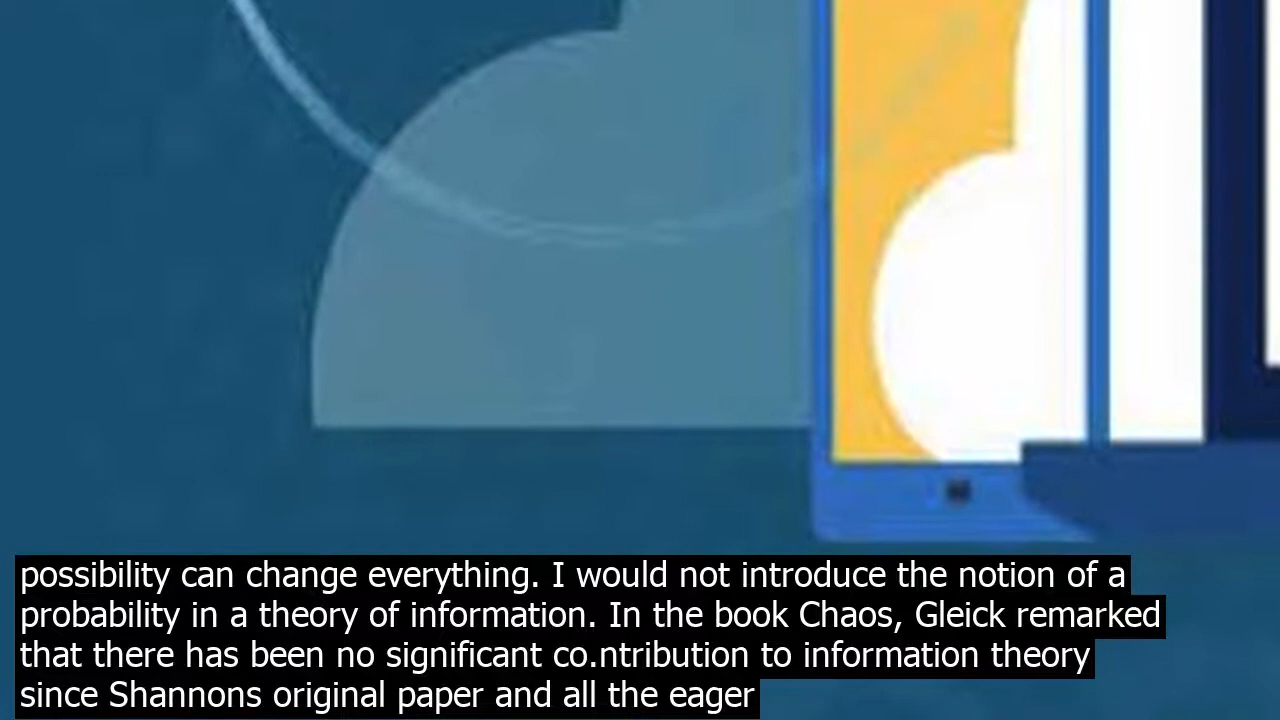 possibility can change everything. I would not introduce the notion of a
probability in a theory of information. In the book Chaos, Gleick remarked
that there has been no significant co.ntribution to information theory
since Shannons original paper and all the eager